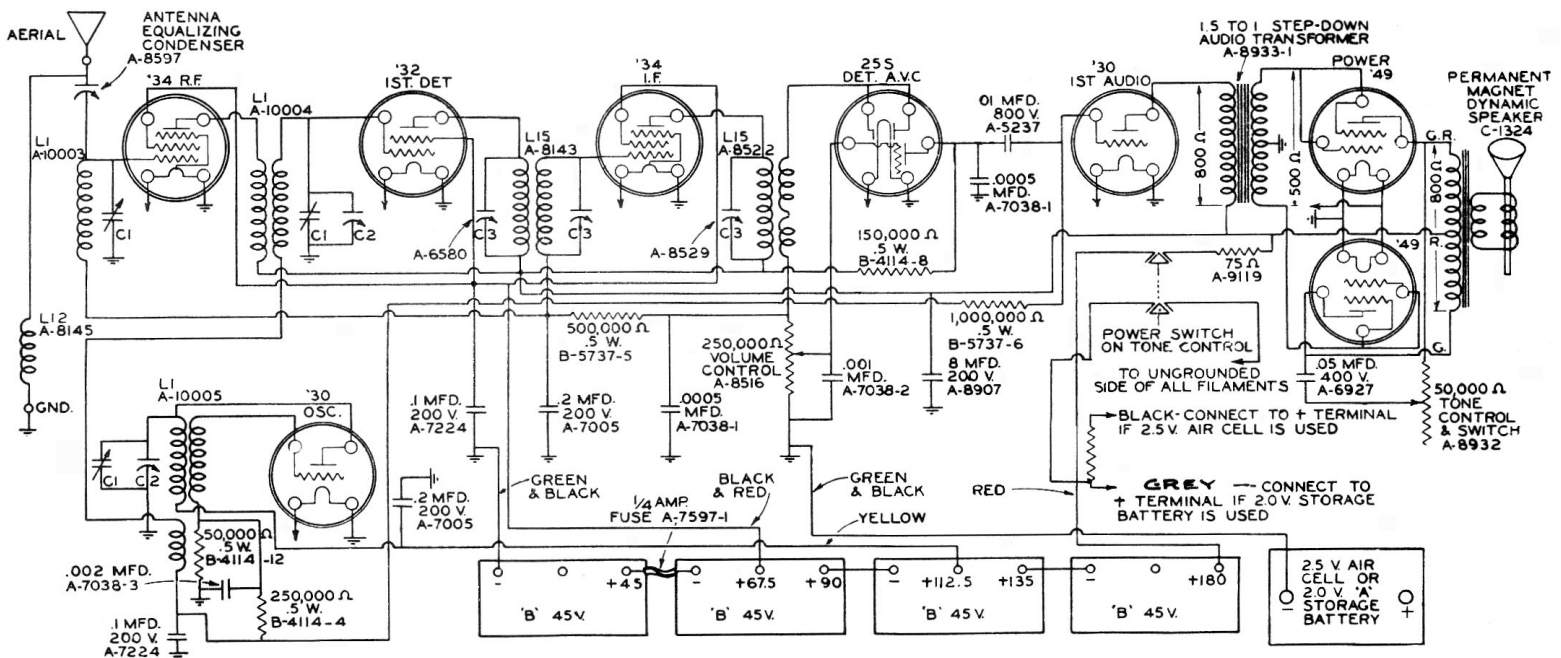 AERIAL
ANTENNA
EQUALIZING
CONDENSER
A-8597
'34 R.F.
L1
A-10003
C1
L1
A-10004
C1
C2
'32
1ST. DET
L15
A-8143
A-6580
C3
C3
'34
I.F.
L15
A-8522
A-8529
C3
25S
DET. A.V.C
.01 MFD.
800 V.
A-5237
.0005
MFD.
A-7038-1
150,000 Ω
.5 W.
B-4114-8
'30
1ST AUDIO
1.5 TO 1 STEP-DOWN
AUDIO TRANSFORMER
A-8933-1
800 Ω
500 Ω
POWER
'49
'49
G.R.
800 Ω
R.
G.
PERMANENT
MAGNET
DYNAMIC
SPEAKER
C-1324
75 Ω
A-9119
L12
A-8145
GND.
500,000 Ω
.5 W.
B-5737-5
250,000 Ω
VOLUME
CONTROL
A-8516
.001
MFD.
A-7038-2
1,000,000 Ω
.5 W.
B-5737-6
8 MFD.
200 V.
A-8907
POWER SWITCH
ON TONE CONTROL
TO UNGROUNDED
SIDE OF ALL FILAMENTS
.05 MFD.
400 V.
A-6927
50,000 Ω
TONE
CONTROL
& SWITCH
A-8932
L1
A-10005
C1
C2
'30
OSC.
.1 MFD.
200 V.
A-7224
.2 MFD.
200 V.
A-7005
.0005
MFD.
A-7038-1
BLACK-CONNECT TO + TERMINAL
IF 2.5 V. AIR CELL IS USED
GREY — CONNECT TO
+ TERMINAL IF 2.0 V. STORAGE
BATTERY IS USED
GREEN
& BLACK
BLACK
& RED
GREEN
& BLACK
RED
YELLOW
1/4 AMP.
FUSE A-7597-1
.2 MFD.
200 V.
A-7005
50,000 Ω
.5 W.
B-4114-12
.002 MFD.
A-7038-3
250,000 Ω
.5 W.
B-4114-4
.1 MFD.
200 V.
A-7224
- +45
'B' 45 V.
- +67.5 +90
'B' 45 V.
- +112.5 +135
'B' 45 V.
- +180
'B' 45 V.
2.5 V. AIR
CELL OR
2.0 V. 'A'
STORAGE
BATTERY
- +